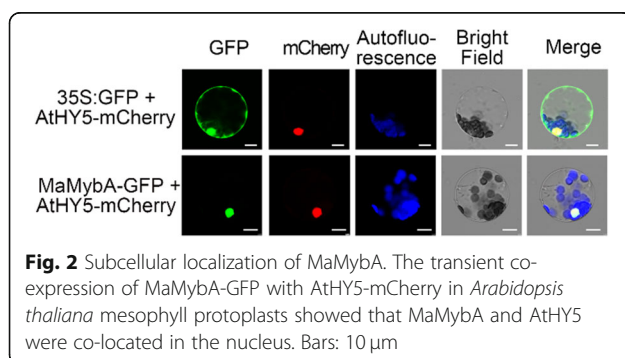 GFP mCherry Autofluo-rescence Bright Field Merge
35S:GFP + AtHY5-mCherry
MaMybA-GFP + AtHY5-mCherry
Fig. 2 Subcellular localization of MaMybA. The transient co-
expression of MaMybA-GFP with AtHY5-mCherry in Arabidopsis
thaliana mesophyll protoplasts showed that MaMybA and AtHY5
were co-located in the nucleus. Bars: 10 μm